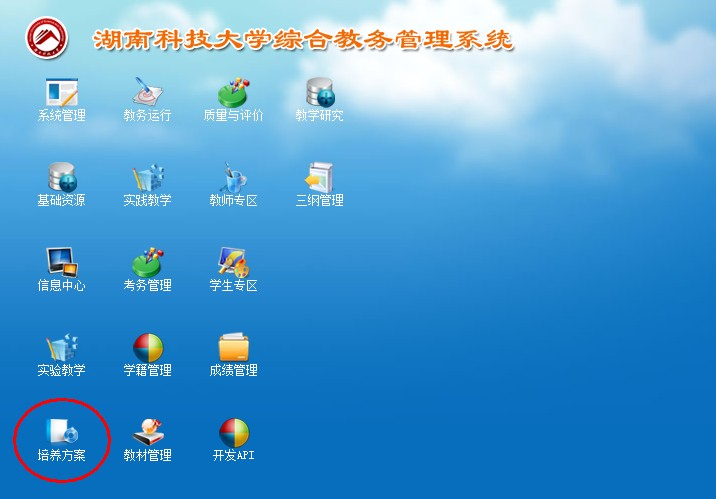 湖南科技大学综合教务管理系统
系统管理 教务运行 质量与评价 教学研究
基础资源 实践教学 教师专区 三纲管理
信息中心 考务管理 学生专区
实验教学 学籍管理 成绩管理
培养方案 教材管理 开发API